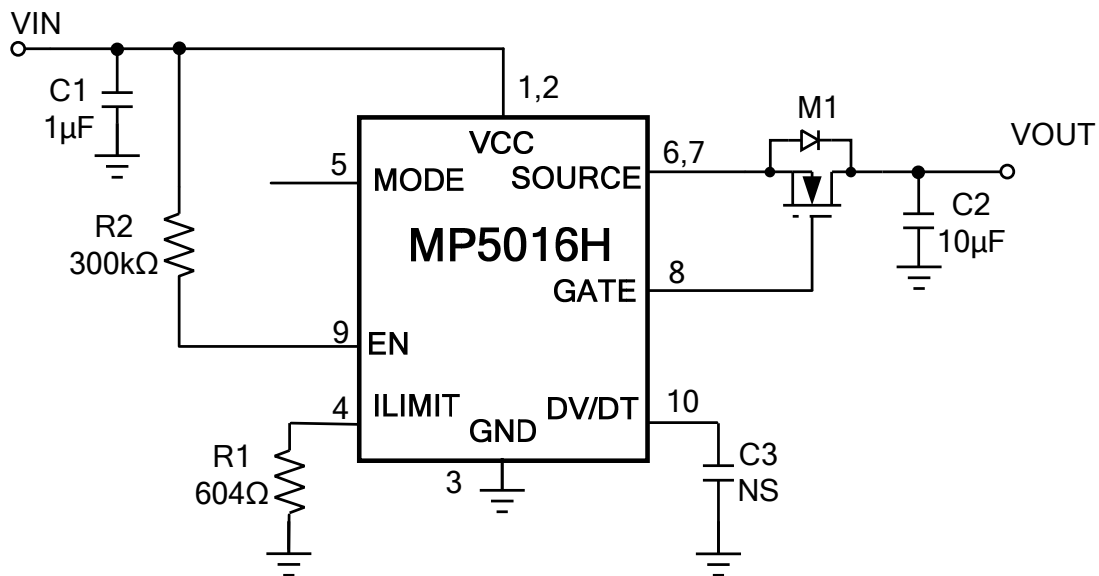 VIN
C1
1µF
1,2
M1
VOUT
VCC
5
MODE
SOURCE
6,7
C2
10µF
R2
300kΩ
MP5016H
GATE
8
9
EN
4
ILIMIT
DV/DT
10
GND
R1
604Ω
3
C3
NS